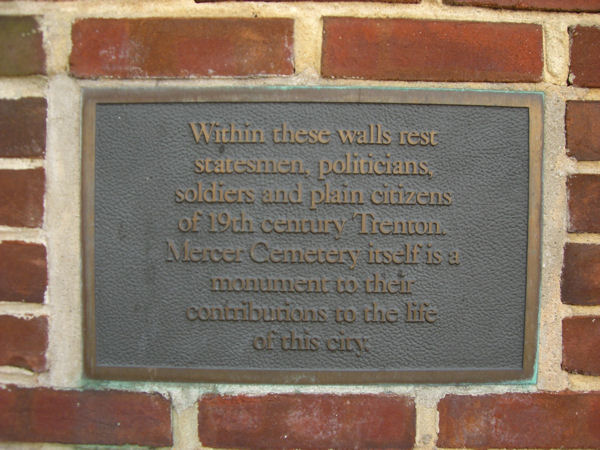 Within these walls rest
statesmen, politicians,
soldiers and plain citizens
of 19th century Trenton.
Mercer Cemetery itself is a
monument to their
contributions to the life
of this city.